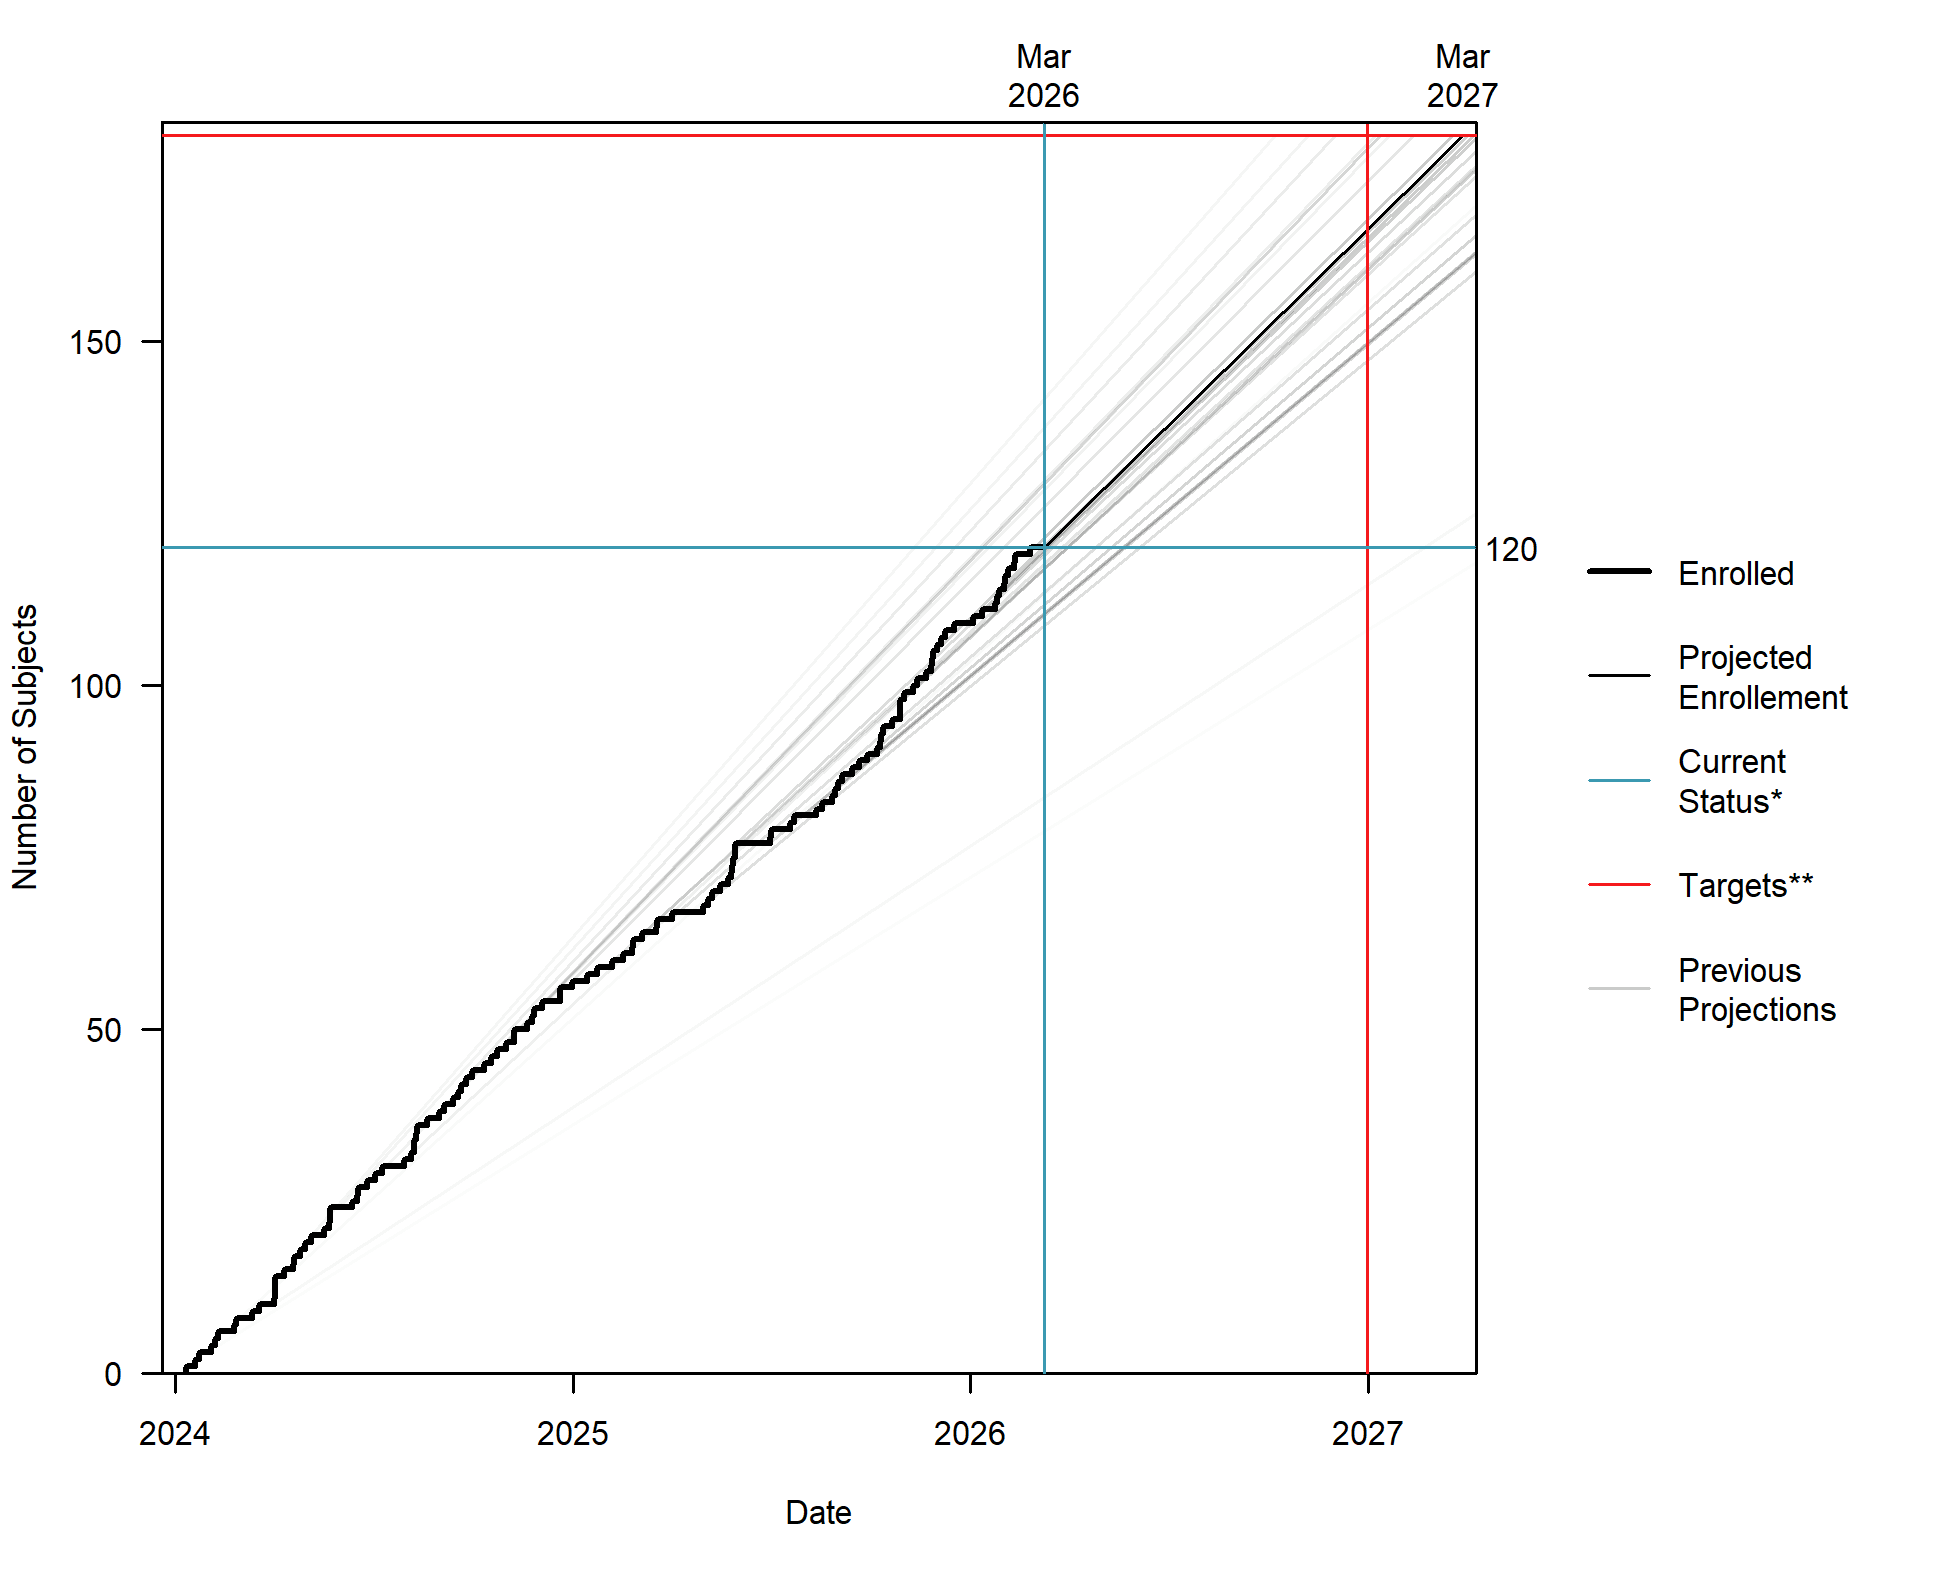 Mar
2026
Mar
2027
150
100
50
0
Number of Subjects
120
2024
2025
2026
2027
Date
Enrolled
Projected
Enrollement
Current
Status*
Targets**
Previous
Projections